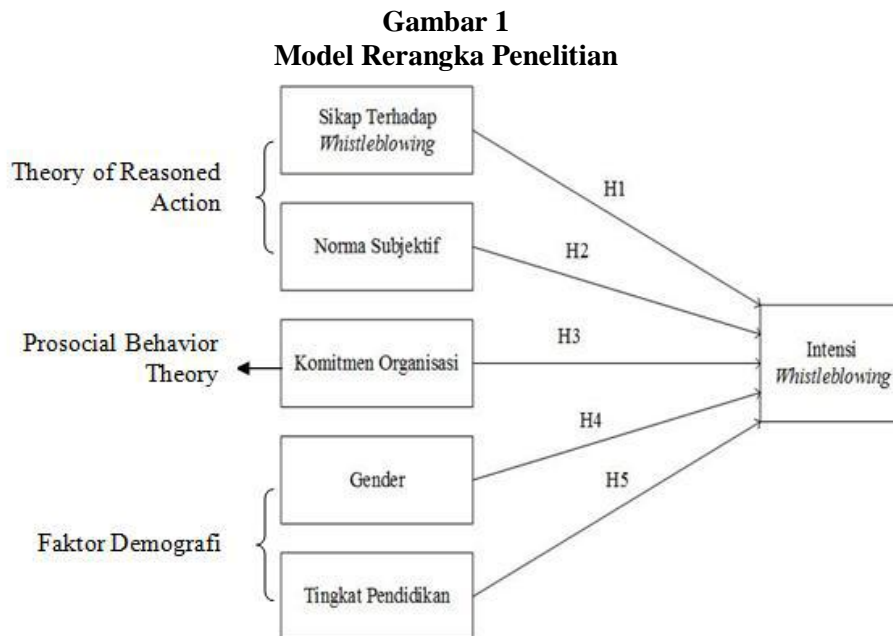 Gambar 1
Model Rerangka Penelitian
Theory of Reasoned
Action
Sikap Terhadap
Whistleblowing
H1
Norma Subjektif
H2
Prosocial Behavior
Theory
Komitmen Organisasi
H3
Intensi
Whistleblowing
Faktor Demografi
Gender
H4
Tingkat Pendidikan
H5